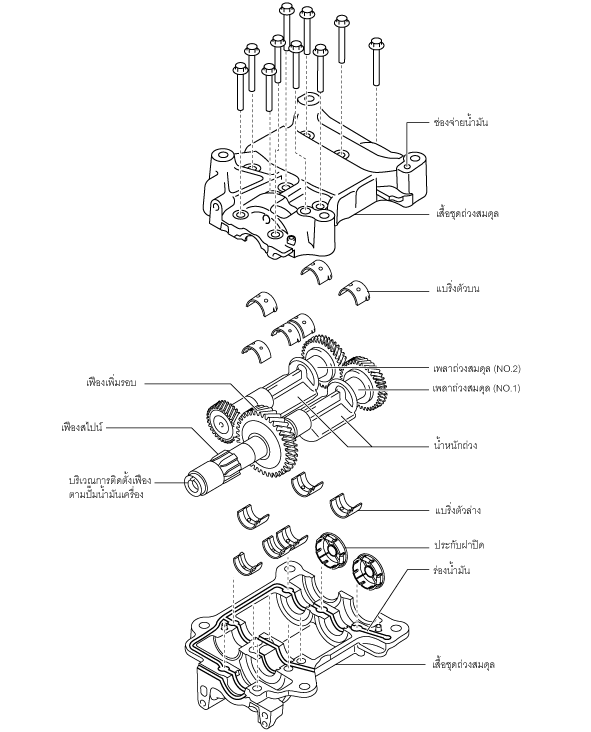 ช่องจ่ายน้ำมัน
เสื้อชุดถ่วงสมดุล
แบริ่งตัวบน
เพลาถ่วงสมดุล (NO.2)
เฟืองเพิ่มรอบ
เพลาถ่วงสมดุล (NO.1)
เฟืองสไปน์
น้ำหนักถ่วง
บริเวณการติดตั้งเฟือง
ตามปั๊มน้ำมันเครื่อง
แบริ่งตัวล่าง
ประกับฝาปิด
ร่องน้ำมัน
เสื้อชุดถ่วงสมดุล